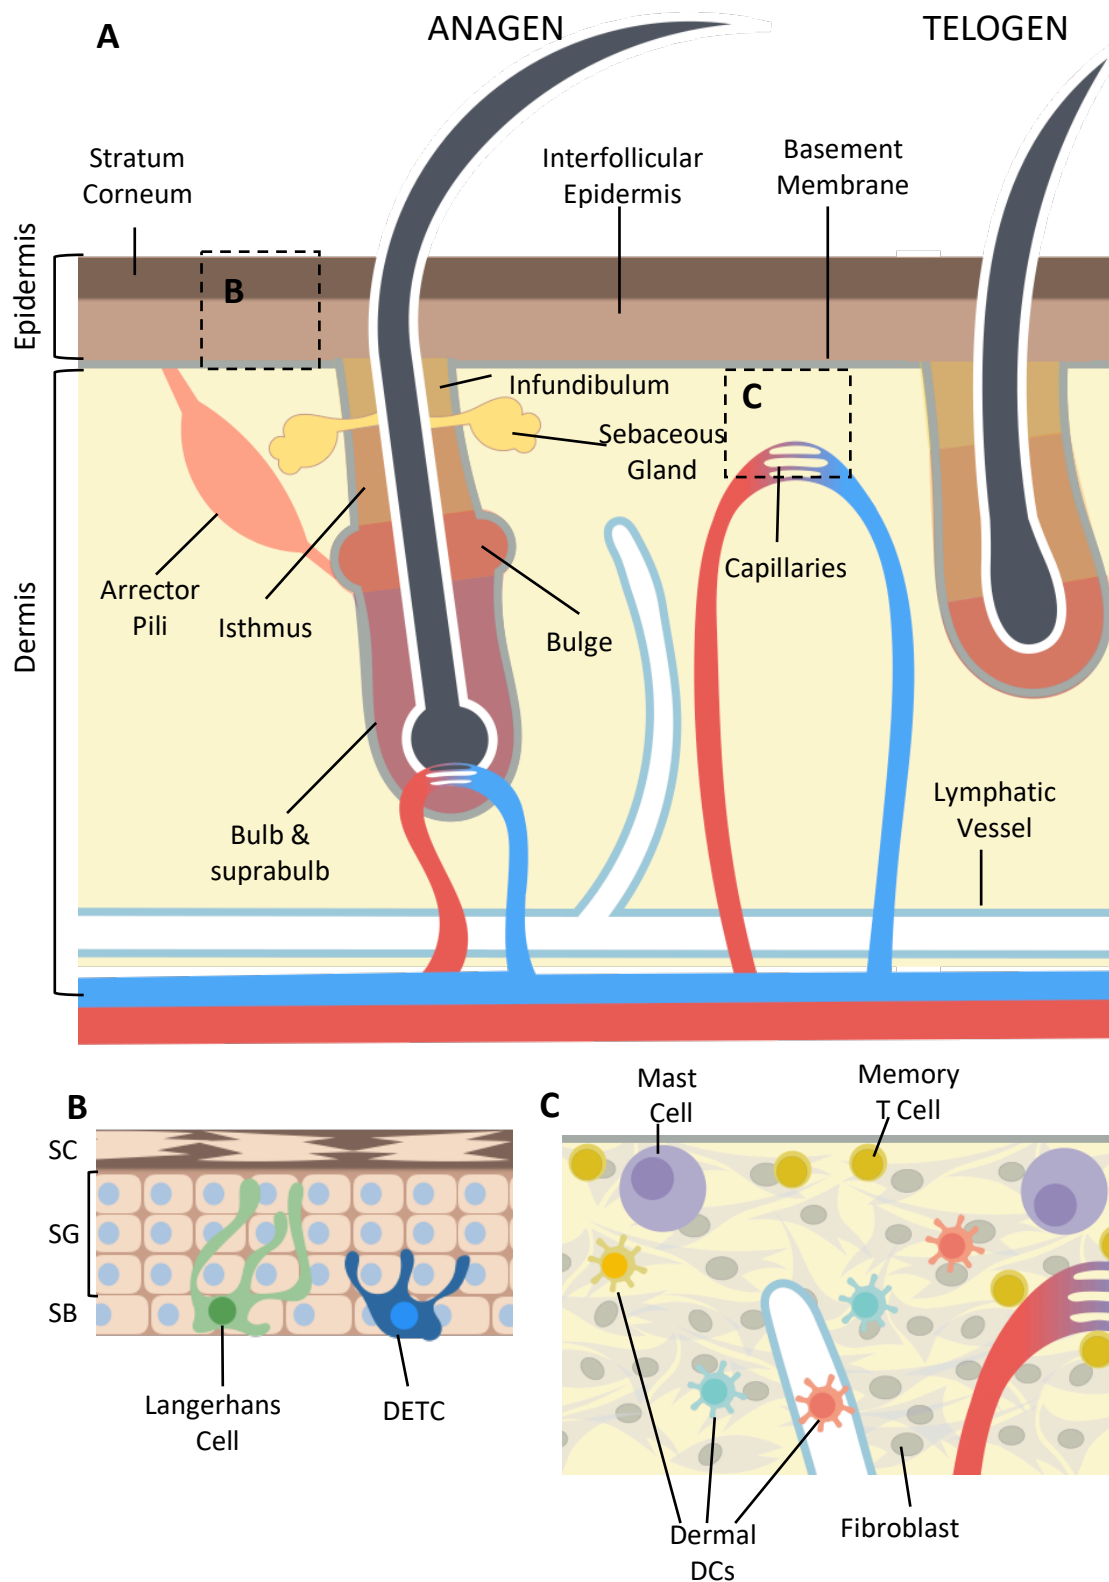 A
ANAGEN
TELOGEN
Stratum
Corneum
Interfollicular
Epidermis
Basement
Membrane
Epidermis
B
Infundibulum
C
Sebaceous
Gland
Capillaries
Arrector
Pili
Isthmus
Bulge
Dermis
Lymphatic
Vessel
Bulb &
suprabulb
B
SC
SG
SB
Langerhans
Cell
DETC
C
Mast
Cell
Memory
T Cell
Dermal
DCs
Fibroblast